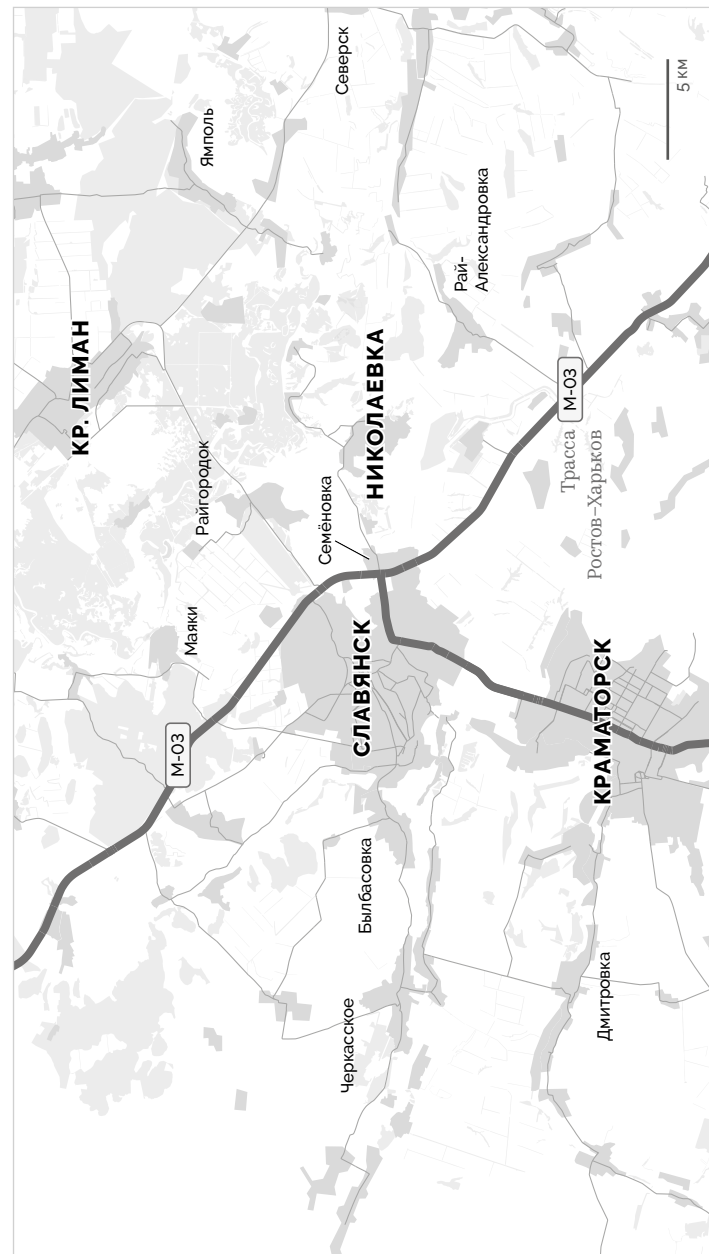 КР. ЛИМАН
Ямполь
Северск
5 км
Маяки
Райгородок
Рай-
Александровка
НИКОЛАЕВКА
Семёновка
М-03
СЛАВЯНСК
М-03
Трасса
Ростов–Харьков
Былбасовка
Черкасское
КРАМАТОРСК
Дмитровка